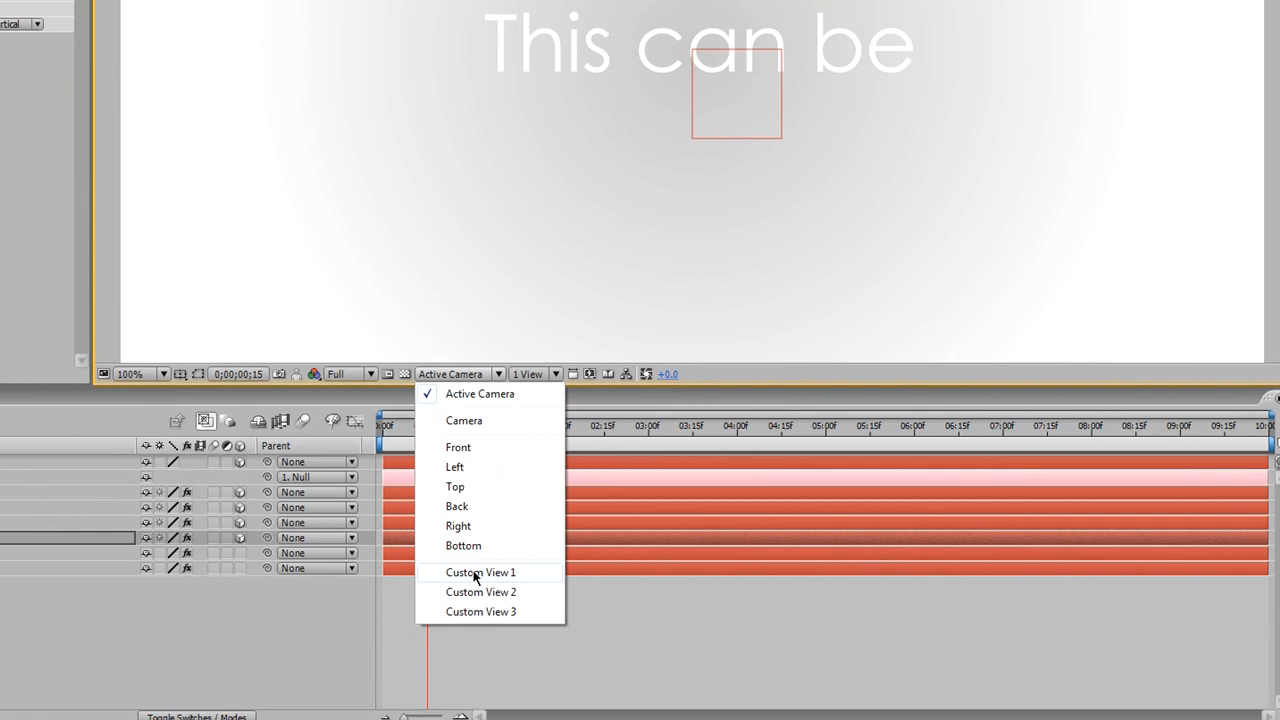 rtical
This can be
100%
0;00;00;15
Full
Active Camera
1 View
+0.0
Active Camera
Camera
Front
Left
Top
Back
Right
Bottom
Custom View 1
Custom View 2
Custom View 3
:00f
02:15f
03:00f
03:15f
04:00f
04:15f
05:00f
05:15f
06:00f
06:15f
07:00f
07:15f
08:00f
08:15f
09:00f
09:15f
10:00
Parent
None
1. Null
None
None
None
None
None
None
Toggle Switches / Modes